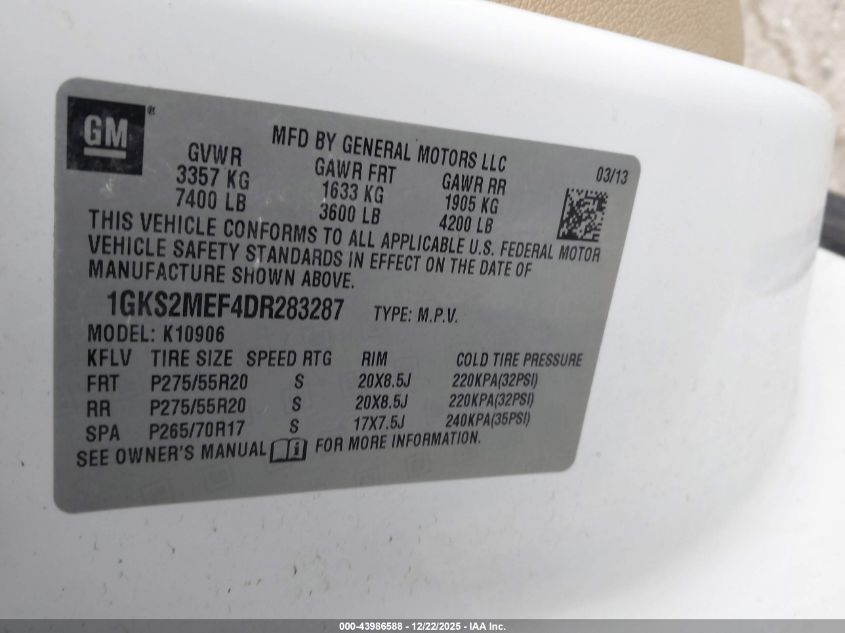 GM®
MFD BY GENERAL MOTORS LLC
03/13
GVWR GAWR FRT GAWR RR
3357 KG 1633 KG 1905 KG
7400 LB 3600 LB 4200 LB
THIS VEHICLE CONFORMS TO ALL APPLICABLE U.S. FEDERAL MOTOR
VEHICLE SAFETY STANDARDS IN EFFECT ON THE DATE OF
MANUFACTURE SHOWN ABOVE.
1GKS2MEF4DR283287 TYPE: M.P.V.
MODEL: K10906
KFLV TIRE SIZE SPEED RTG RIM COLD TIRE PRESSURE
FRT P275/55R20 S 20X8.5J 220KPA(32PSI)
RR P275/55R20 S 20X8.5J 220KPA(32PSI)
SPA P265/70R17 S 17X7.5J 240KPA(35PSI)
SEE OWNER'S MANUAL i FOR MORE INFORMATION.
000-43986588 - 12/22/2025 - IAA Inc.